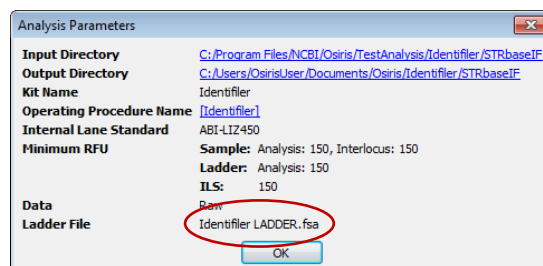 Analysis Parameters
Input Directory C:/Program Files/NCBI/Osiris/TestAnalysis/Identifiler/STRbaseIF
Output Directory C:/Users/OsirisUser/Documents/Osiris/Identifiler/STRbaseIF
Kit Name Identifiler
Operating Procedure Name [Identifiler]
Internal Lane Standard ABI-LIZ450
Minimum RFU Sample: Analysis: 150, Interlocus: 150
Ladder: Analysis: 150
ILS: 150
Data Raw
Ladder File Identifiler LADDER.fsa
OK